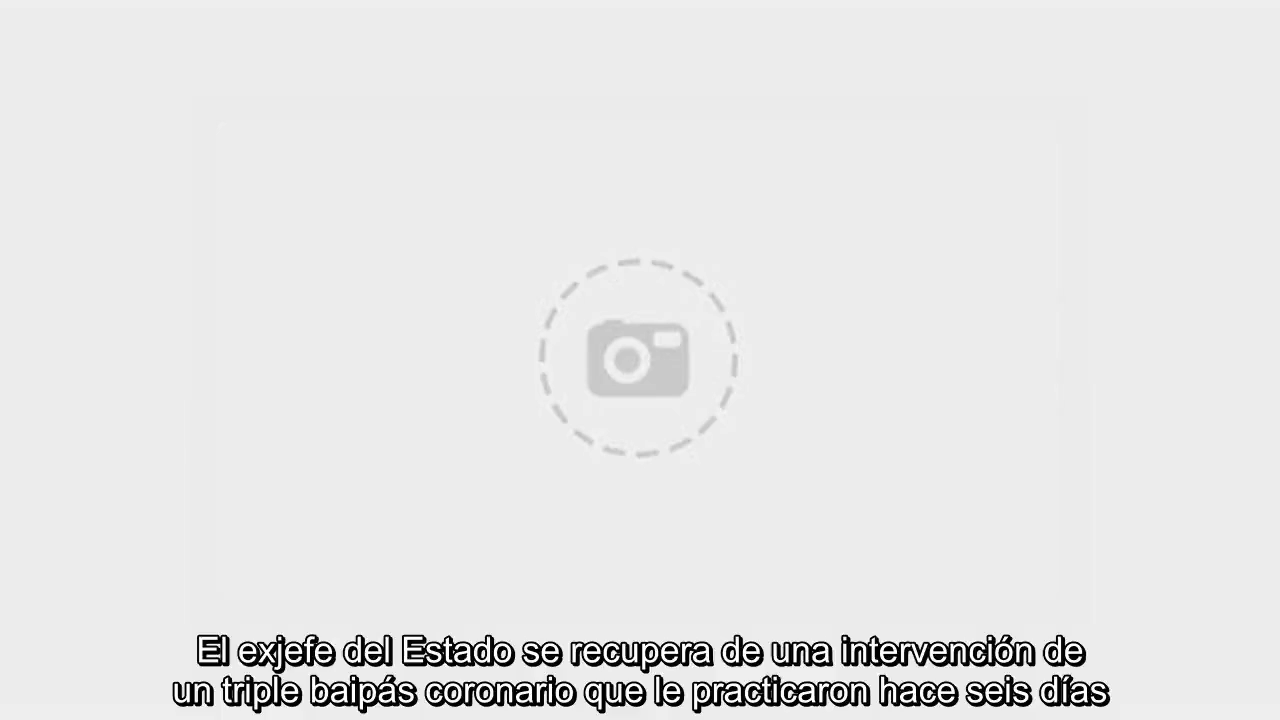 El exjefe del Estado se recupera de una intervención de
un triple baipás coronario que le practicaron hace seis días